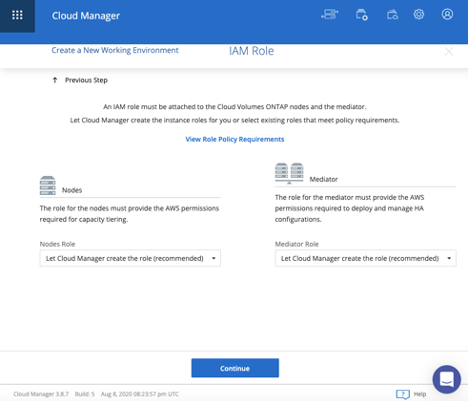 Cloud Manager
Create a New Working Environment
IAM Role
Previous Step
An IAM role must be attached to the Cloud Volumes ONTAP nodes and the mediator.
Let Cloud Manager create the instance roles for you or select existing roles that meet policy requirements.
View Role Policy Requirements
Nodes
The role for the nodes must provide the AWS permissions
required for capacity tiering.
Nodes Role
Let Cloud Manager create the role (recommended)
Mediator
The role for the mediator must provide the AWS
permissions required to deploy and manage HA
configurations.
Mediator Role
Let Cloud Manager create the role (recommended)
Continue
Cloud Manager 3.8.7 Build: 5 Aug 8, 2020 08:23:57 pm UTC
? Help